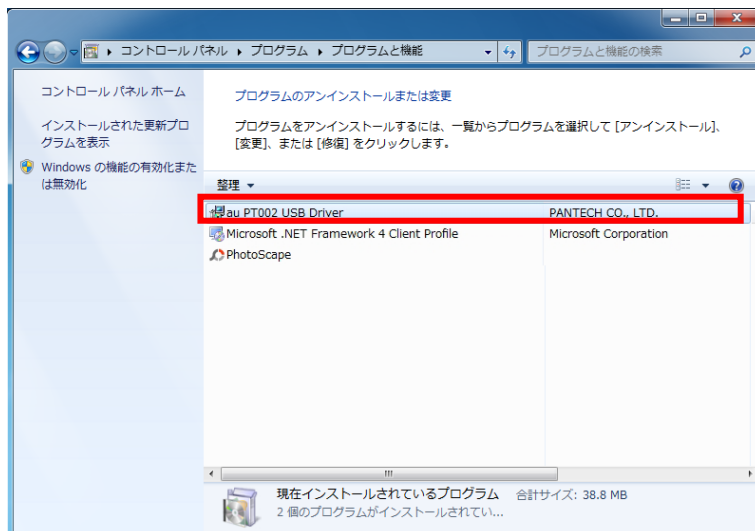 コントロール パネル ▸ プログラム ▸ プログラムと機能
プログラムと機能の検索
コントロール パネル ホーム
インストールされた更新プロ
グラムを表示
Windows の機能の有効化また
は無効化
プログラムのアンインストールまたは変更
プログラムをアンインストールするには、一覧からプログラムを選択して [アンインストール]、
[変更]、または [修復] をクリックします。
整理 ▼
au PT002 USB Driver PANTECH CO., LTD.
Microsoft .NET Framework 4 Client Profile Microsoft Corporation
PhotoScape
現在インストールされているプログラム 合計サイズ: 38.8 MB
2 個のプログラムがインストールされてい...